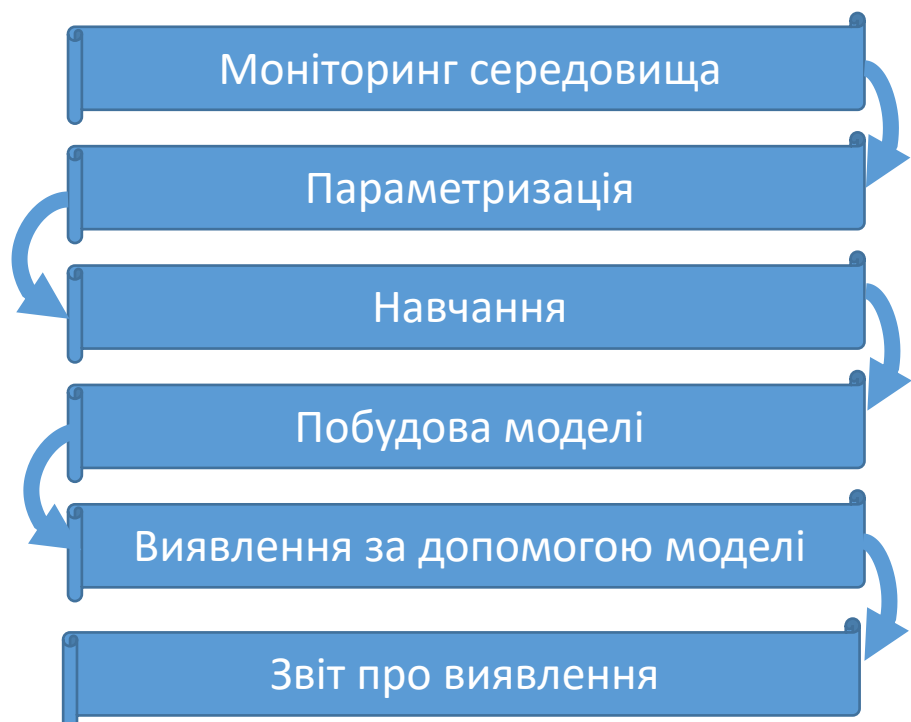 Моніторинг середовища
Параметризація
Навчання
Побудова моделі
Виявлення за допомогою моделі
Звіт про виявлення